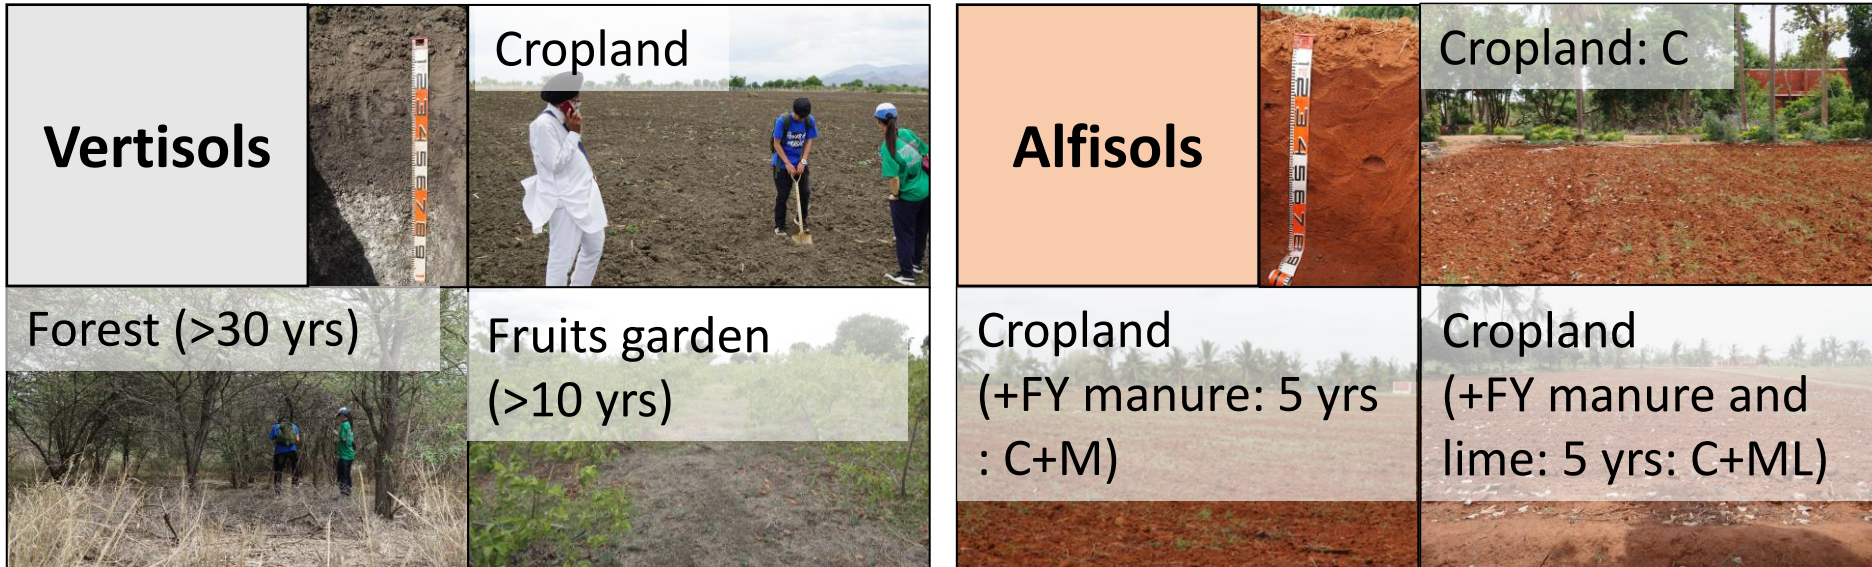 Vertisols
Cropland
Forest (>30 yrs)
Fruits garden
(>10 yrs)
Alfisols
Cropland: C
Cropland
(+FY manure: 5 yrs
: C+M)
Cropland
(+FY manure and
lime: 5 yrs: C+ML)